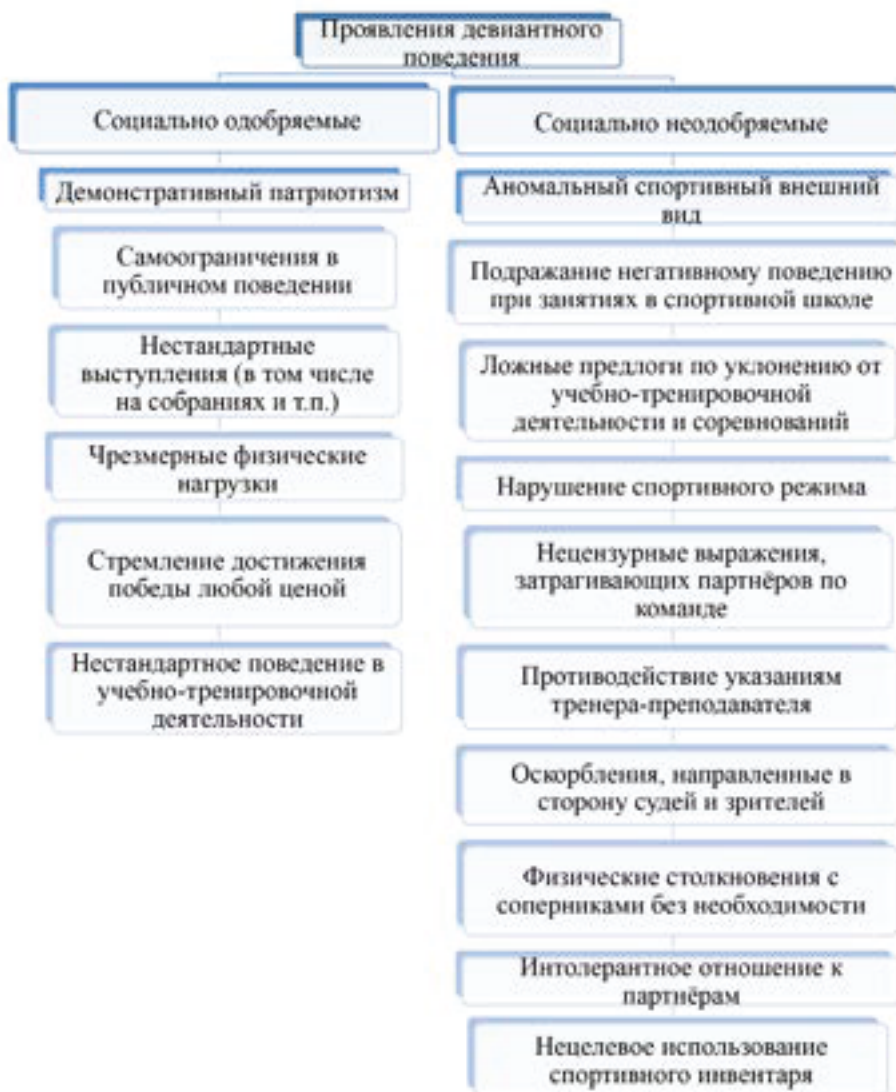 Проявления девиантного
поведения
Социально одобряемые
Демонстративный патриотизм
Самоограничения в
публичном поведении
Нестандартные
выступления (в том числе
на собраниях и т.п.)
Чрезмерные физические
нагрузки
Стремление достижения
победы любой ценой
Нестандартное поведение в
учебно-тренировочной
деятельности
Социально неодобряемые
Аномальный спортивный внешний
вид
Подражание негативному поведению
при занятиях в спортивной школе
Ложные предлоги по уклонению от
учебно-тренировочной
деятельности и соревнований
Нарушение спортивного режима
Нецензурные выражения,
затрагивающих партнёров по
команде
Противодействие указаниям
тренера-преподавателя
Оскорбления, направленные в
сторону судей и зрителей
Физические столкновения с
соперниками без необходимости
Интолерантное отношение к
партнёрам
Нецелевое использование
спортивного инвентаря